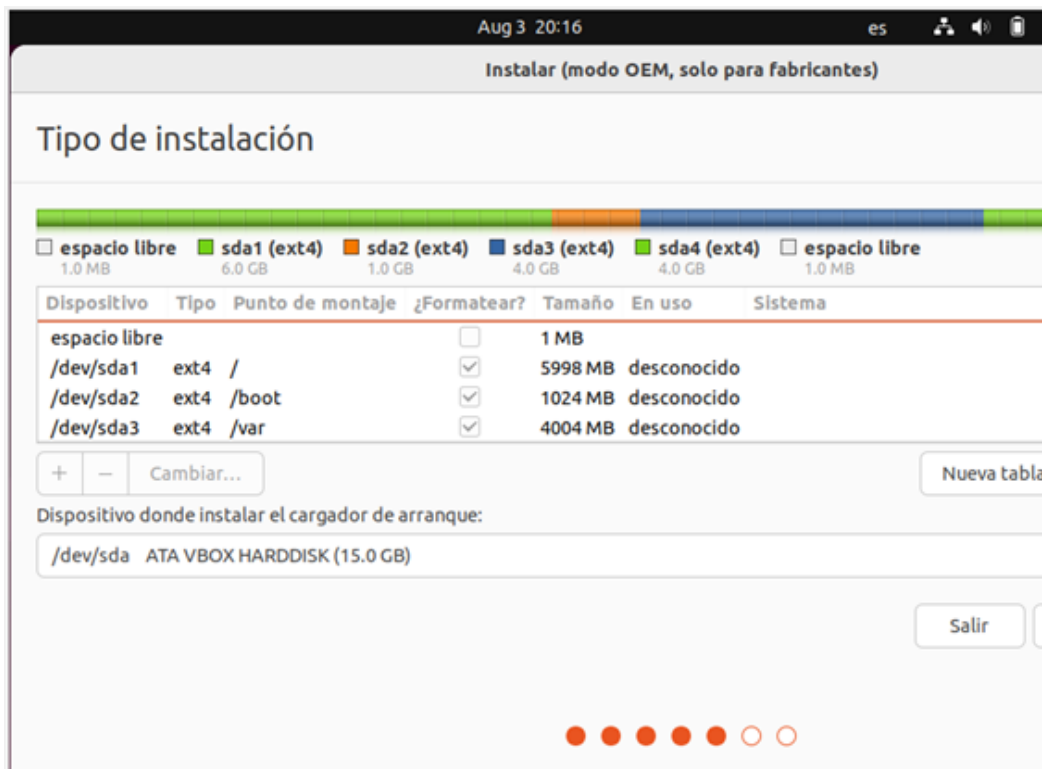 Aug 3 20:16 es
Instalar (modo OEM, solo para fabricantes)
Tipo de instalación
espacio libre sda1 (ext4) sda2 (ext4) sda3 (ext4) sda4 (ext4) espacio libre
1.0 MB 6.0 GB 1.0 GB 4.0 GB 4.0 GB 1.0 MB
Dispositivo Tipo Punto de montaje ¿Formatear? Tamaño En uso Sistema
espacio libre 1 MB
/dev/sda1 ext4 / 5998 MB desconocido
/dev/sda2 ext4 /boot 1024 MB desconocido
/dev/sda3 ext4 /var 4004 MB desconocido
+ − Cambiar... Nueva tabla
Dispositivo donde instalar el cargador de arranque:
/dev/sda ATA VBOX HARDDISK (15.0 GB)
Salir